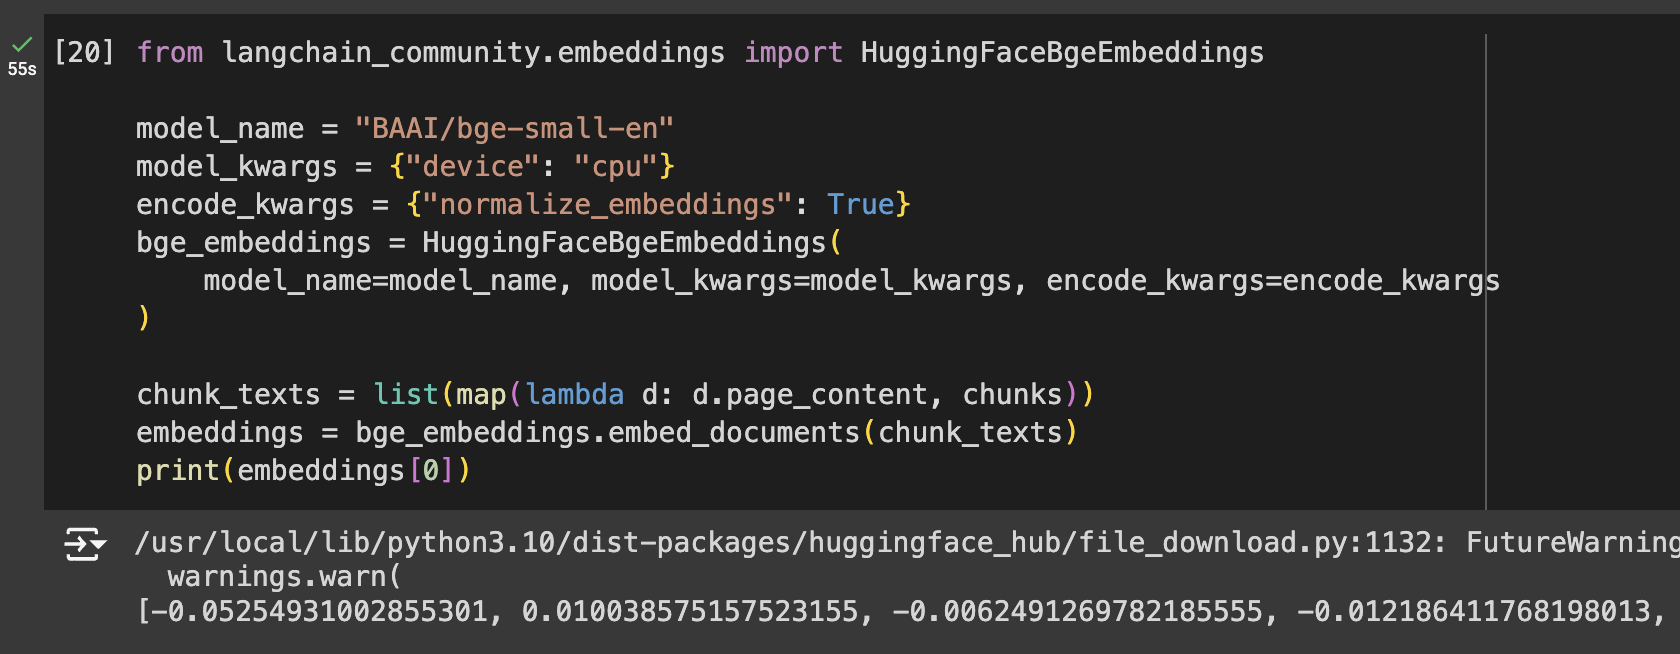 [20] from langchain_community.embeddings import HuggingFaceBgeEmbeddings
55s
model_name = "BAAI/bge-small-en"
model_kwargs = {"device": "cpu"}
encode_kwargs = {"normalize_embeddings": True}
bge_embeddings = HuggingFaceBgeEmbeddings(
    model_name=model_name, model_kwargs=model_kwargs, encode_kwargs=encode_kwargs
)
chunk_texts = list(map(lambda d: d.page_content, chunks))
embeddings = bge_embeddings.embed_documents(chunk_texts)
print(embeddings[0])
/usr/local/lib/python3.10/dist-packages/huggingface_hub/file_download.py:1132: FutureWarning
  warnings.warn(
[-0.05254931002855301, 0.010038575157523155, -0.0062491269782185555, -0.012186411768198013,